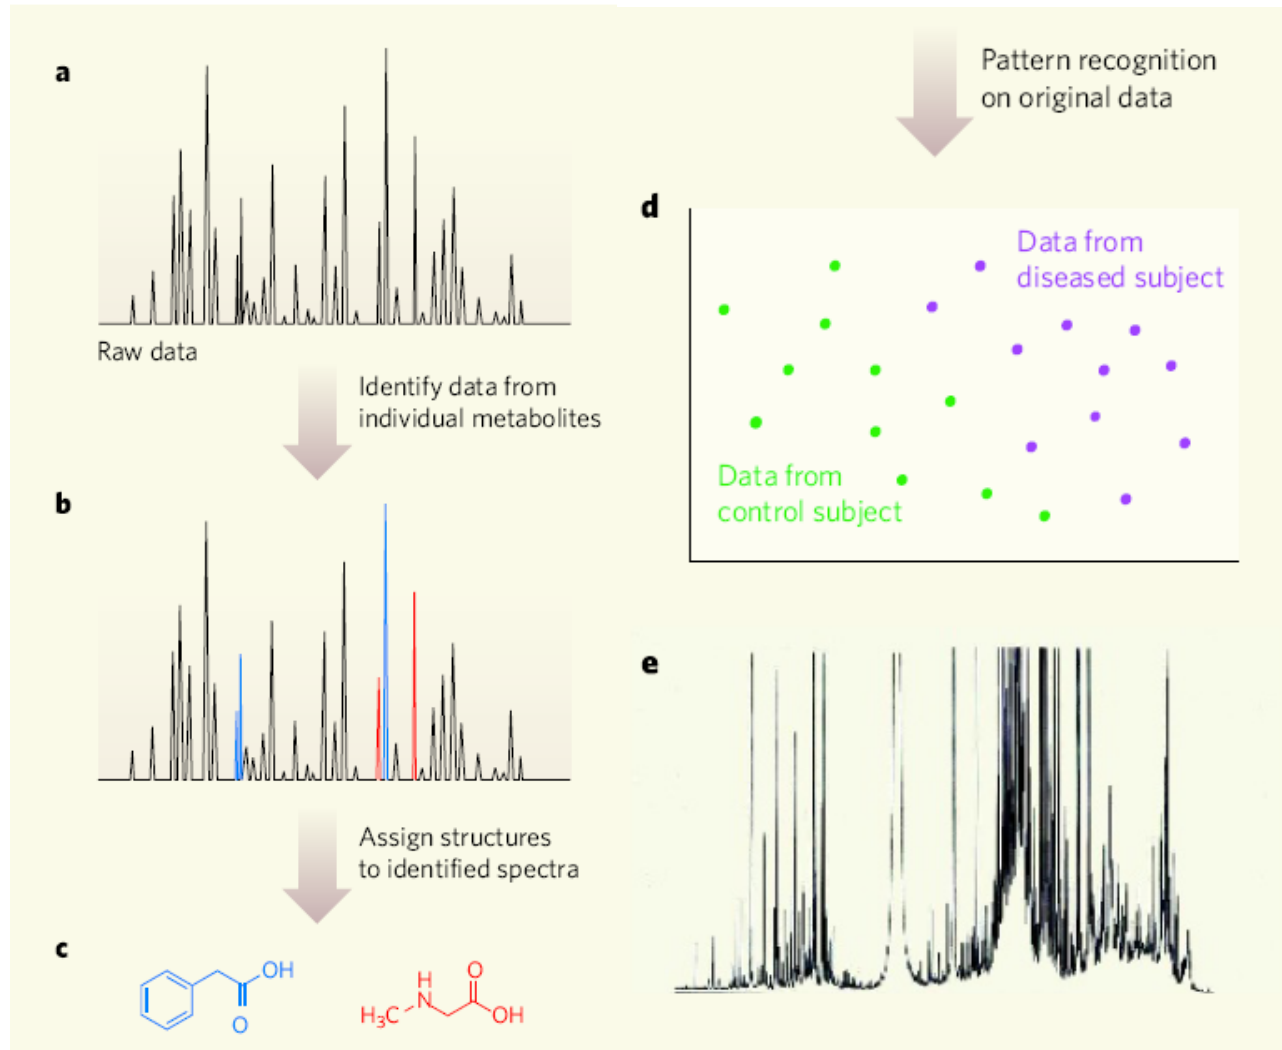 a
Raw data
Identify data from
individual metabolites
b
Assign structures
to identified spectra
c
OH
O
H
N
H₃C
O
OH
Pattern recognition
on original data
d
Data from
diseased subject
Data from
control subject
e